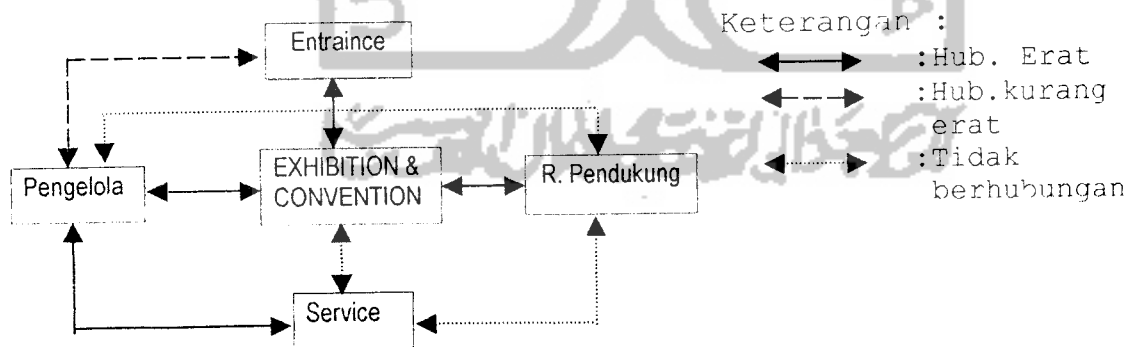 Entraince
Pengelola
EXHIBITION &
CONVENTION
R. Pendukung
Service
Keterangan :
:Hub. Erat
:Hub.kurang
erat
:Tidak
berhubungan